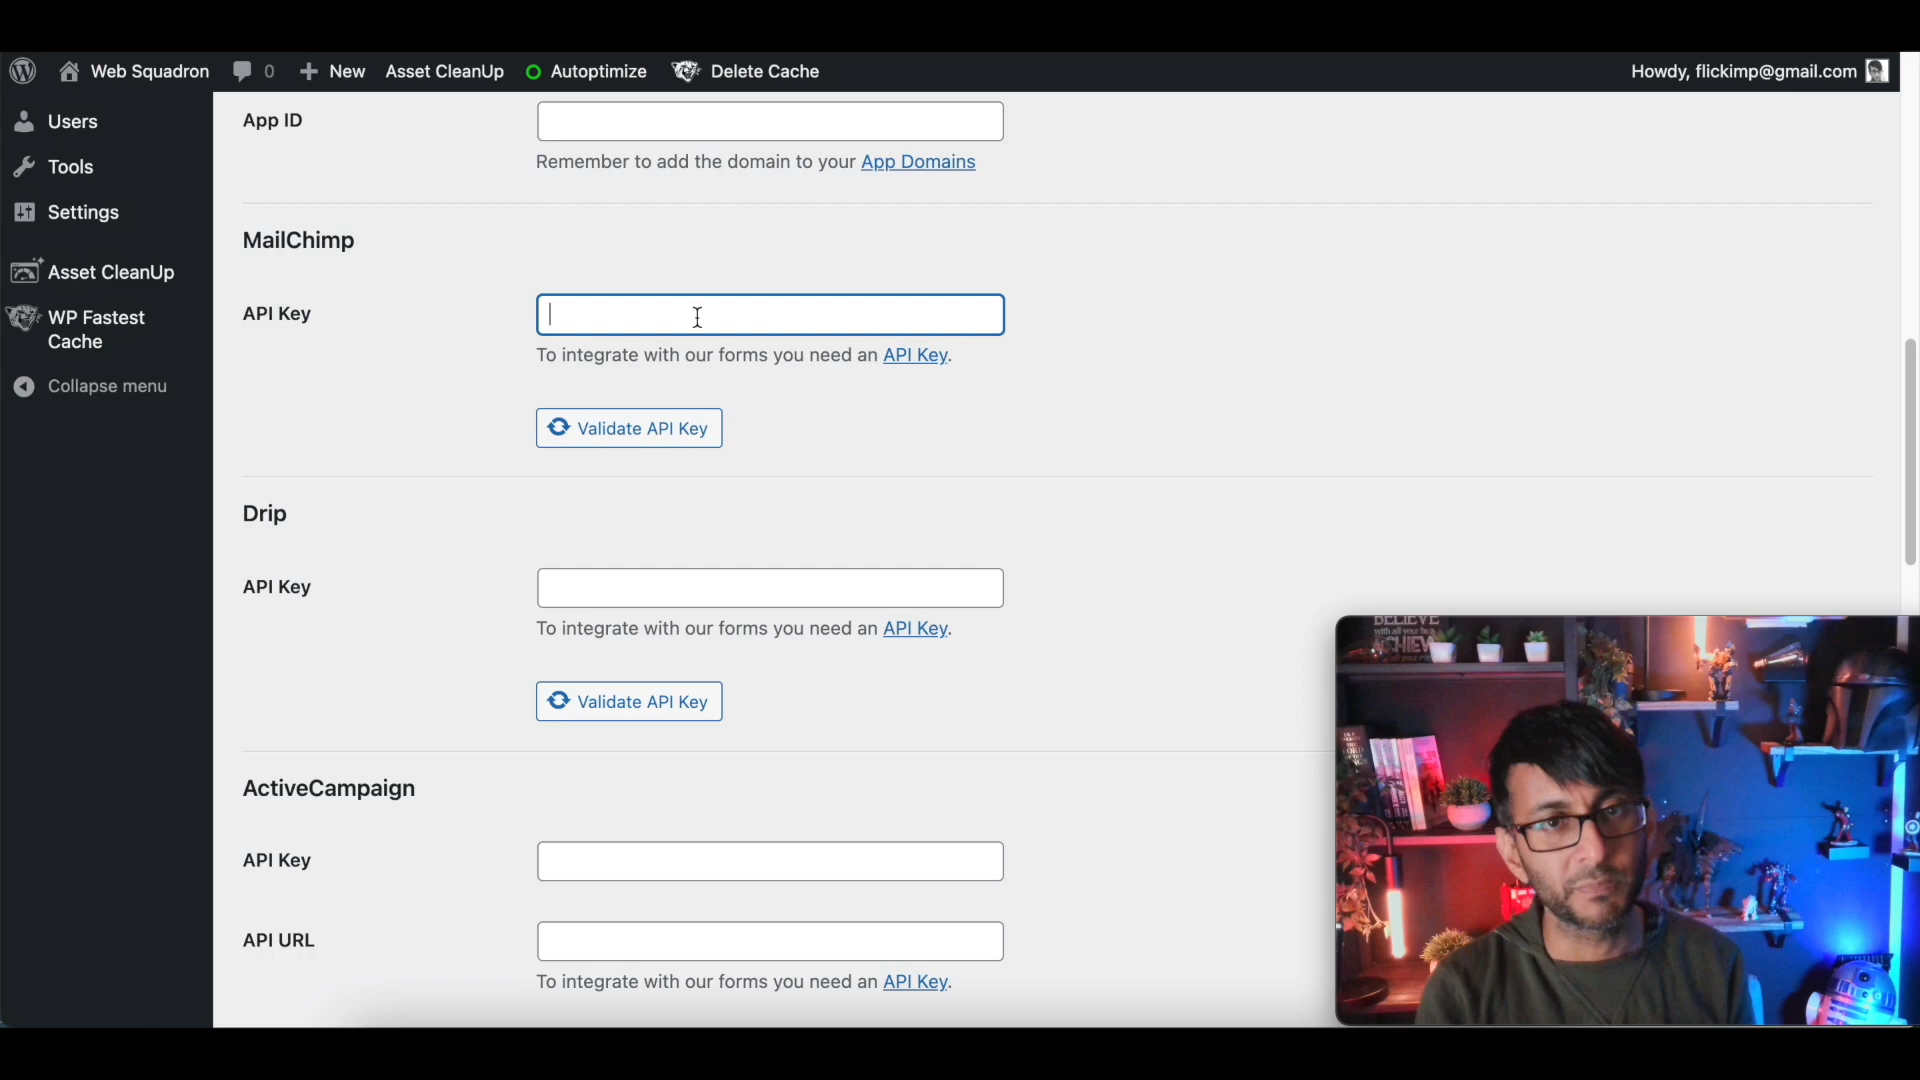 Web Squadron 0 New Asset CleanUp Autoptimize Delete Cache Howdy, flickimp@gmail.com
Users
Tools
Settings
Asset CleanUp
WP Fastest
Cache
Collapse menu
App ID
Remember to add the domain to your App Domains
MailChimp
API Key
To integrate with our forms you need an API Key.
Validate API Key
Drip
API Key
To integrate with our forms you need an API Key.
Validate API Key
ActiveCampaign
API Key
API URL
To integrate with our forms you need an API Key.
BELIEVE
with all your